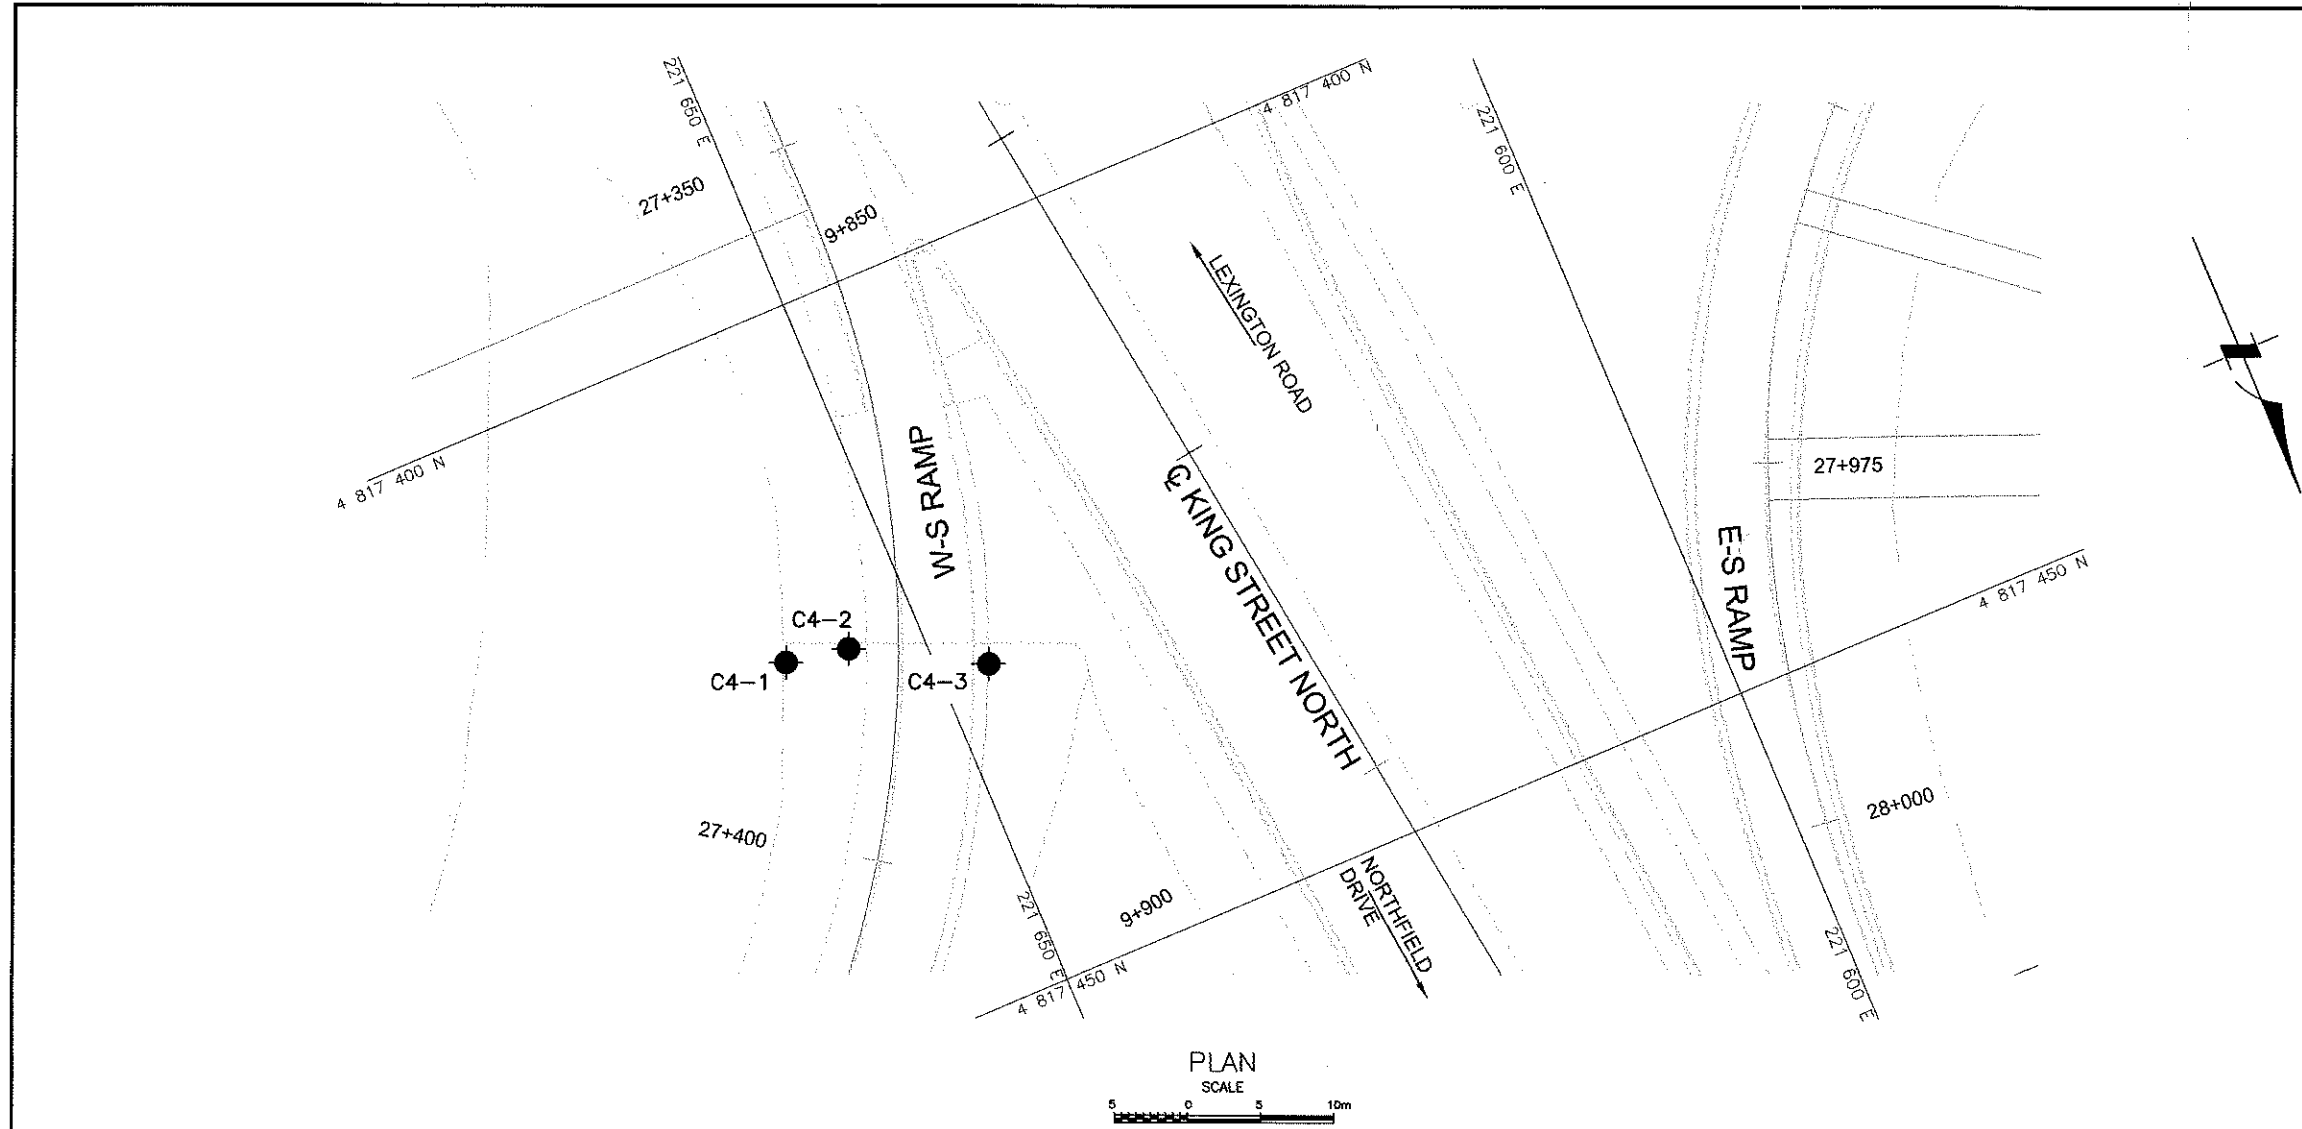 221 650 E
4 817 400 N
221 600 E
27+350
9+850
LEXINGTON ROAD
4 817 400 N
W-S RAMP
℄ KING STREET NORTH
27+975
E-S RAMP
4 817 450 N
C4-2
C4-1
C4-3
27+400
28+000
221 650 E
9+900
NORTHFIELD
DRIVE
221 600 E
4 817 450 N
PLAN
SCALE
5 0 5 10m